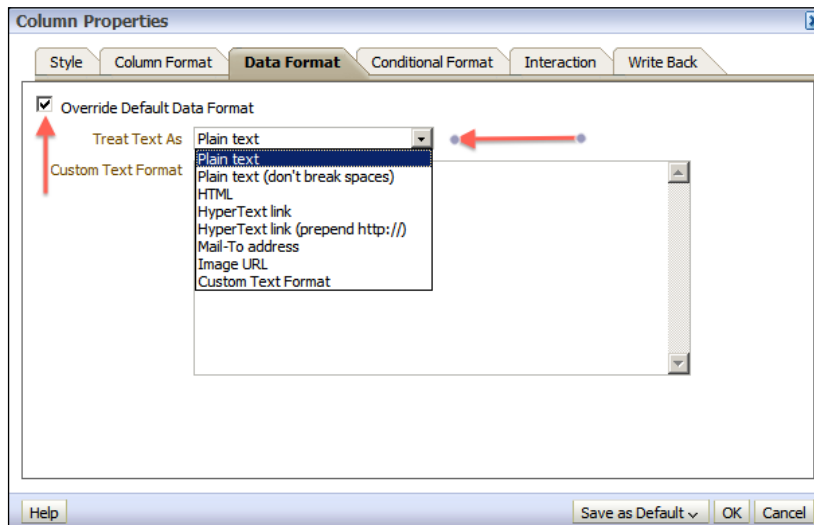 Column Properties
Style Column Format Data Format Conditional Format Interaction Write Back
Override Default Data Format
Treat Text As Plain text
Plain text
Custom Text Format
Plain text (don't break spaces)
HTML
HyperText link
HyperText link (prepend http://)
Mail-To address
Image URL
Custom Text Format
Help Save as Default OK Cancel